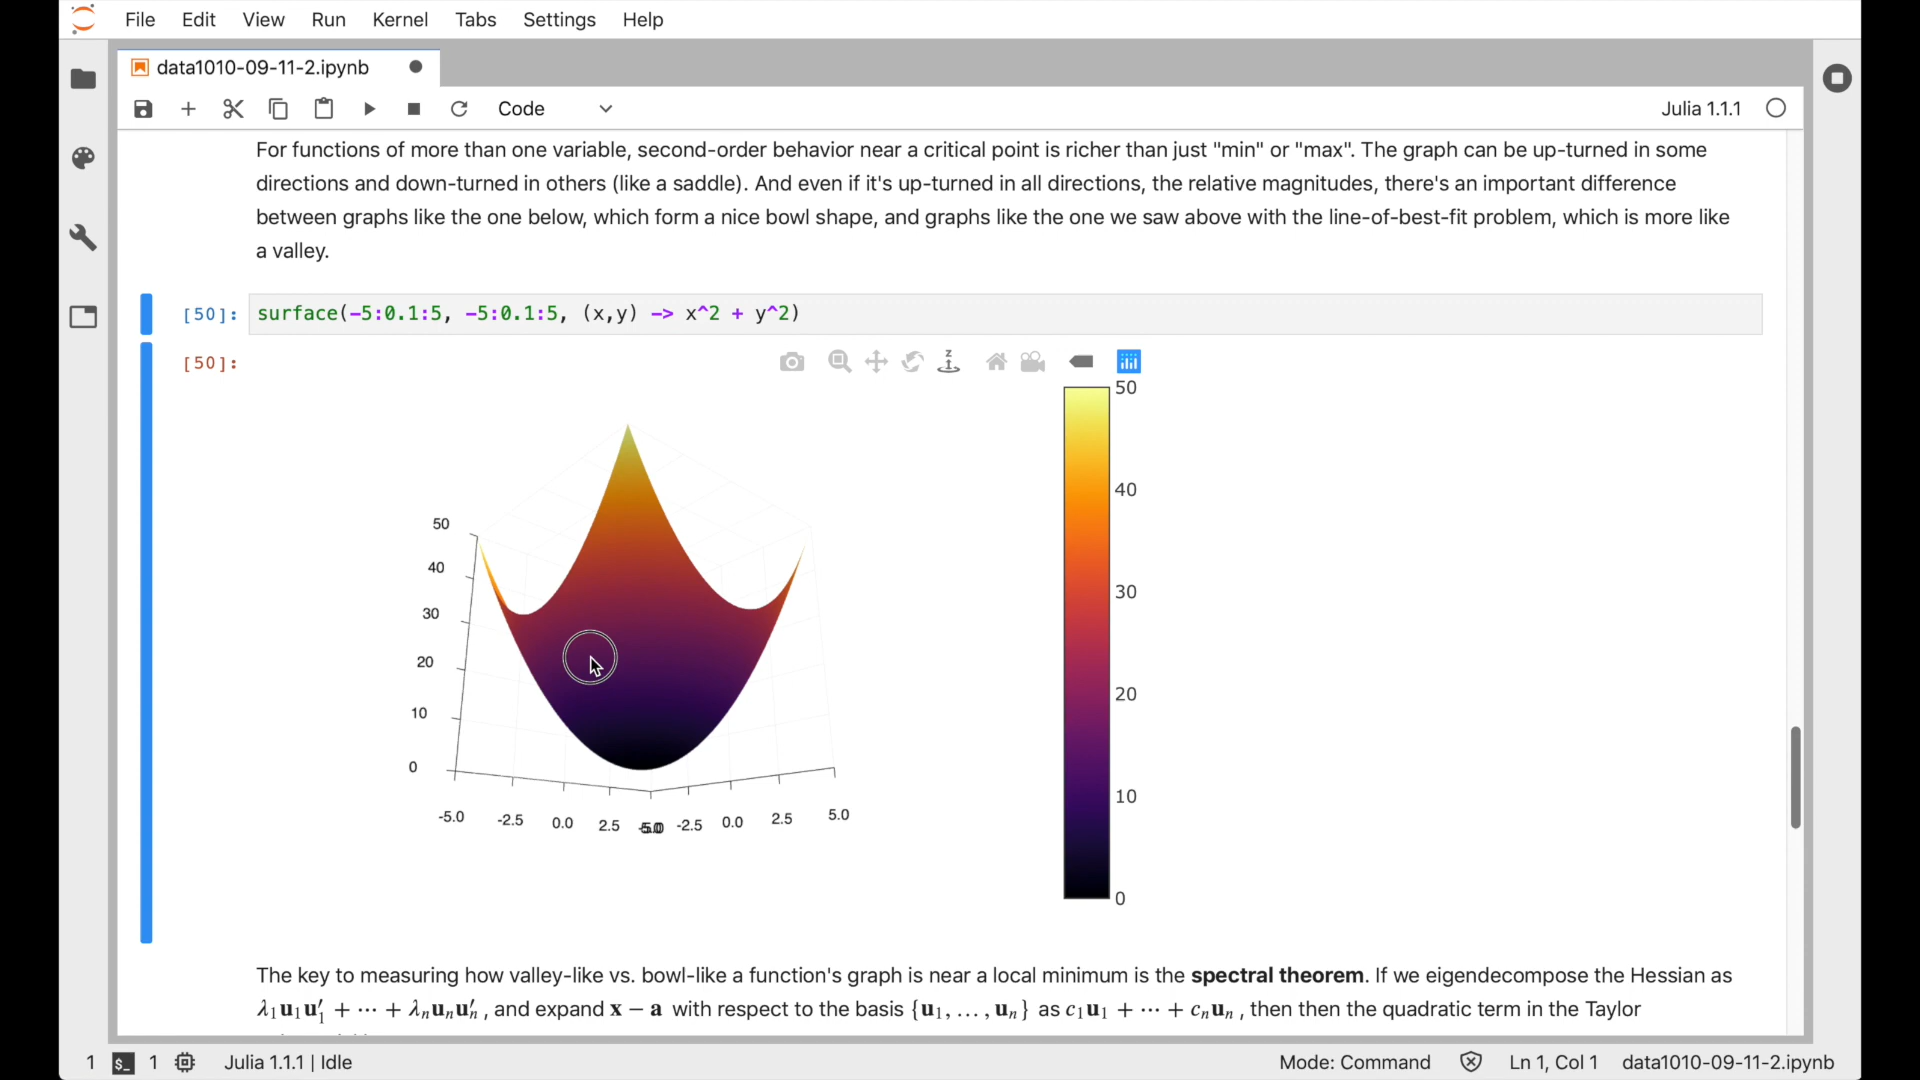 File Edit View Run Kernel Tabs Settings Help
data1010-09-11-2.ipynb
Code
Julia 1.1.1
For functions of more than one variable, second-order behavior near a critical point is richer than just "min" or "max". The graph can be up-turned in some
directions and down-turned in others (like a saddle). And even if it's up-turned in all directions, the relative magnitudes, there's an important difference
between graphs like the one below, which form a nice bowl shape, and graphs like the one we saw above with the line-of-best-fit problem, which is more like
a valley.
[50]: surface(-5:0.1:5, -5:0.1:5, (x,y) -> x^2 + y^2)
[50]:
z
50
40
30
20
10
0
50
40
30
20
10
0
-5.0 -2.5 0.0 2.5 -2.5 0.0 2.5 5.0
The key to measuring how valley-like vs. bowl-like a function's graph is near a local minimum is the spectral theorem. If we eigendecompose the Hessian as
λ₁u₁u₁′ + ⋯ + λₙuₙuₙ′, and expand x − a with respect to the basis {u₁, …, uₙ} as c₁u₁ + ⋯ + cₙuₙ, then then the quadratic term in the Taylor
1 $_ 1 Julia 1.1.1 | Idle Mode: Command Ln 1, Col 1 data1010-09-11-2.ipynb